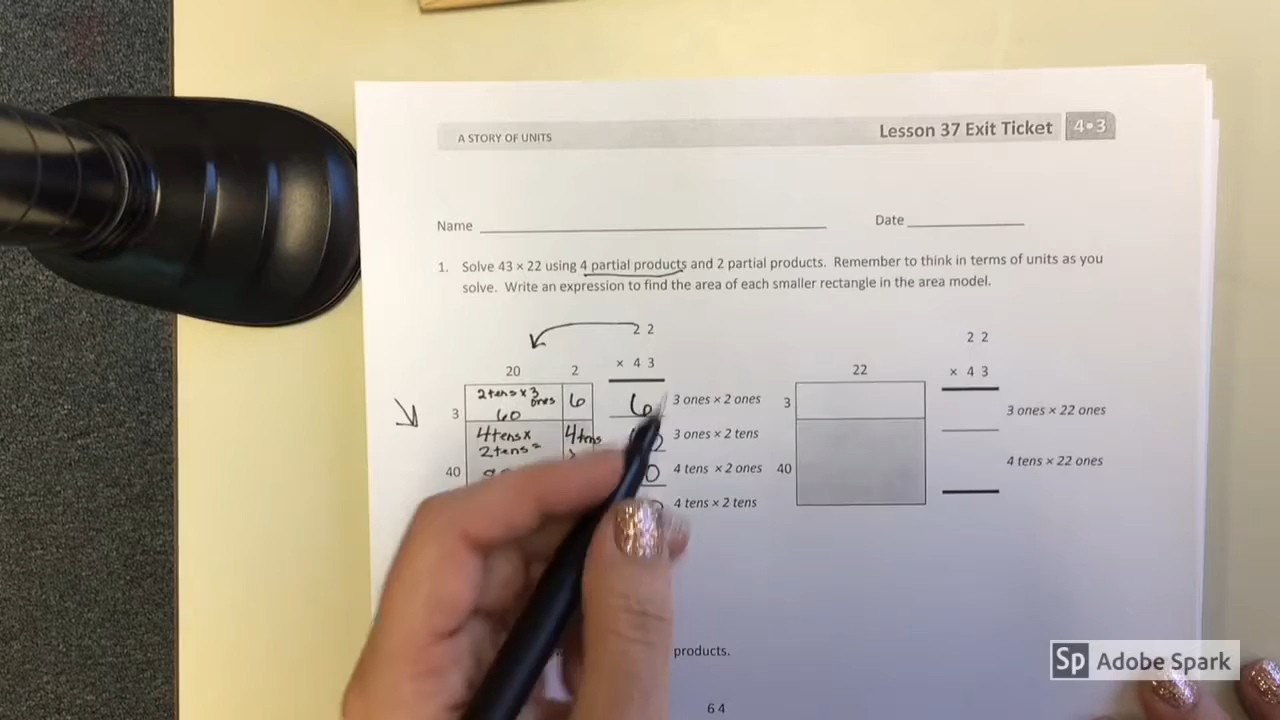 A STORY OF UNITS
Lesson 37 Exit Ticket 4•3
Name
Date
1. Solve 43 × 22 using 4 partial products and 2 partial products. Remember to think in terms of units as you
solve. Write an expression to find the area of each smaller rectangle in the area model.
20 2
3
40
2 tens x 3
ones
60
6
4 tens x
2 tens =
4 tens
2 2
× 4 3
6
0
3 ones × 2 ones
3 ones × 2 tens
4 tens × 2 ones
4 tens × 2 tens
22
3
40
2 2
× 4 3
3 ones × 22 ones
4 tens × 22 ones
products.
6 4
Sp Adobe Spark